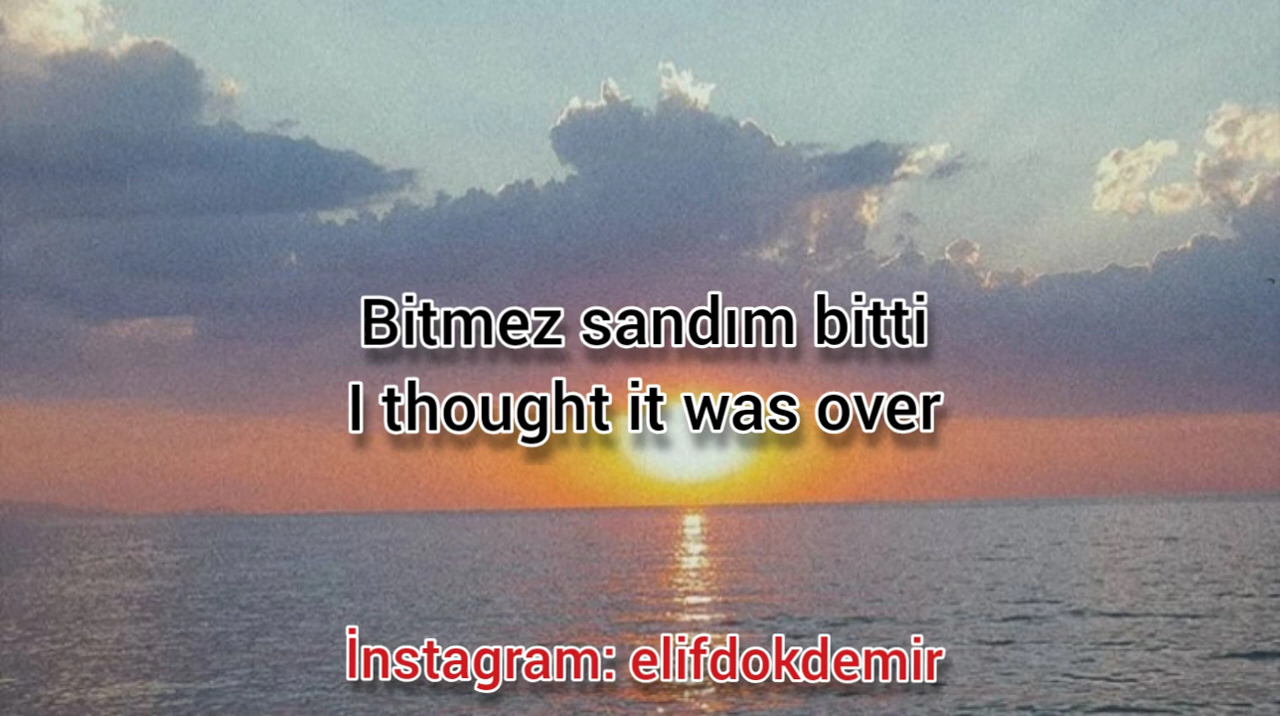 Bitmez sandım bitti
I thought it was over
İnstagram: elifdokdemir